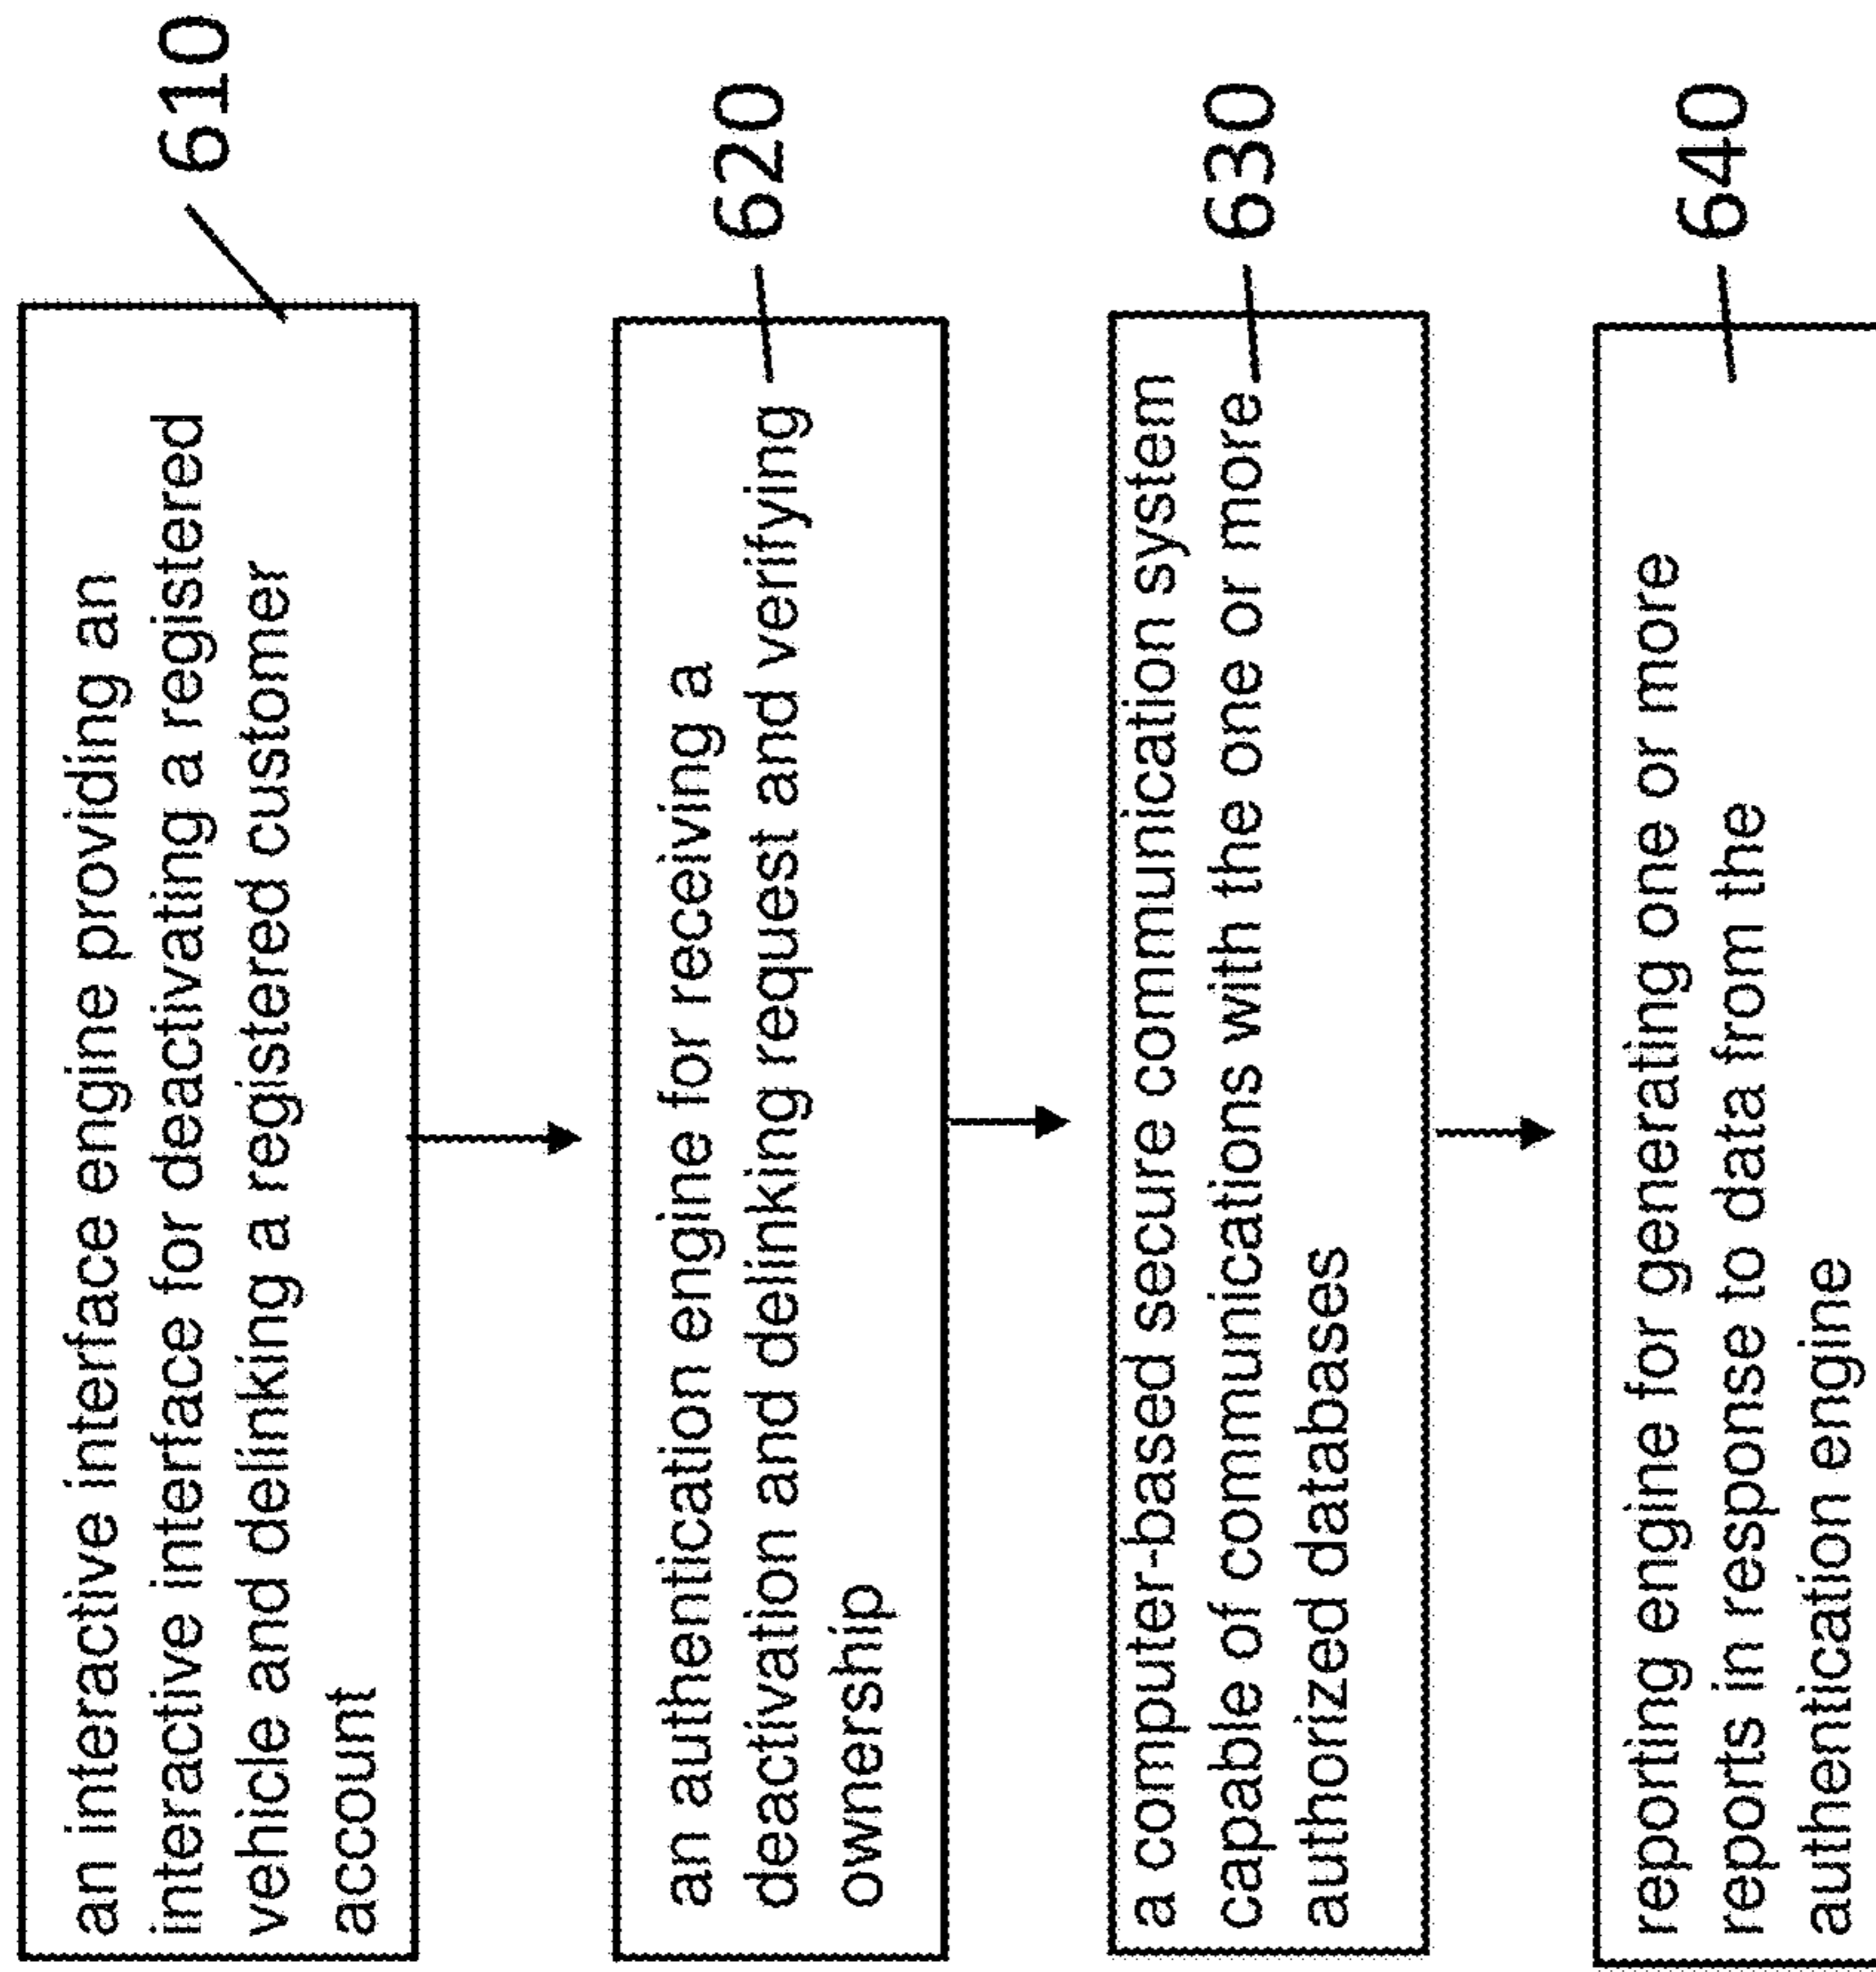 an interactive interface engine providing an
interactive interface for deactivating a registered
vehicle and delinking a registered customer
account
610
an authentication engine for receiving a
deactivation and delinking request and verifying
ownership
620
a computer-based secure communication system
capable of communications with the one or more
authorized databases
630
reporting engine for generating one or more
reports in response to data from the
authentication engine
640